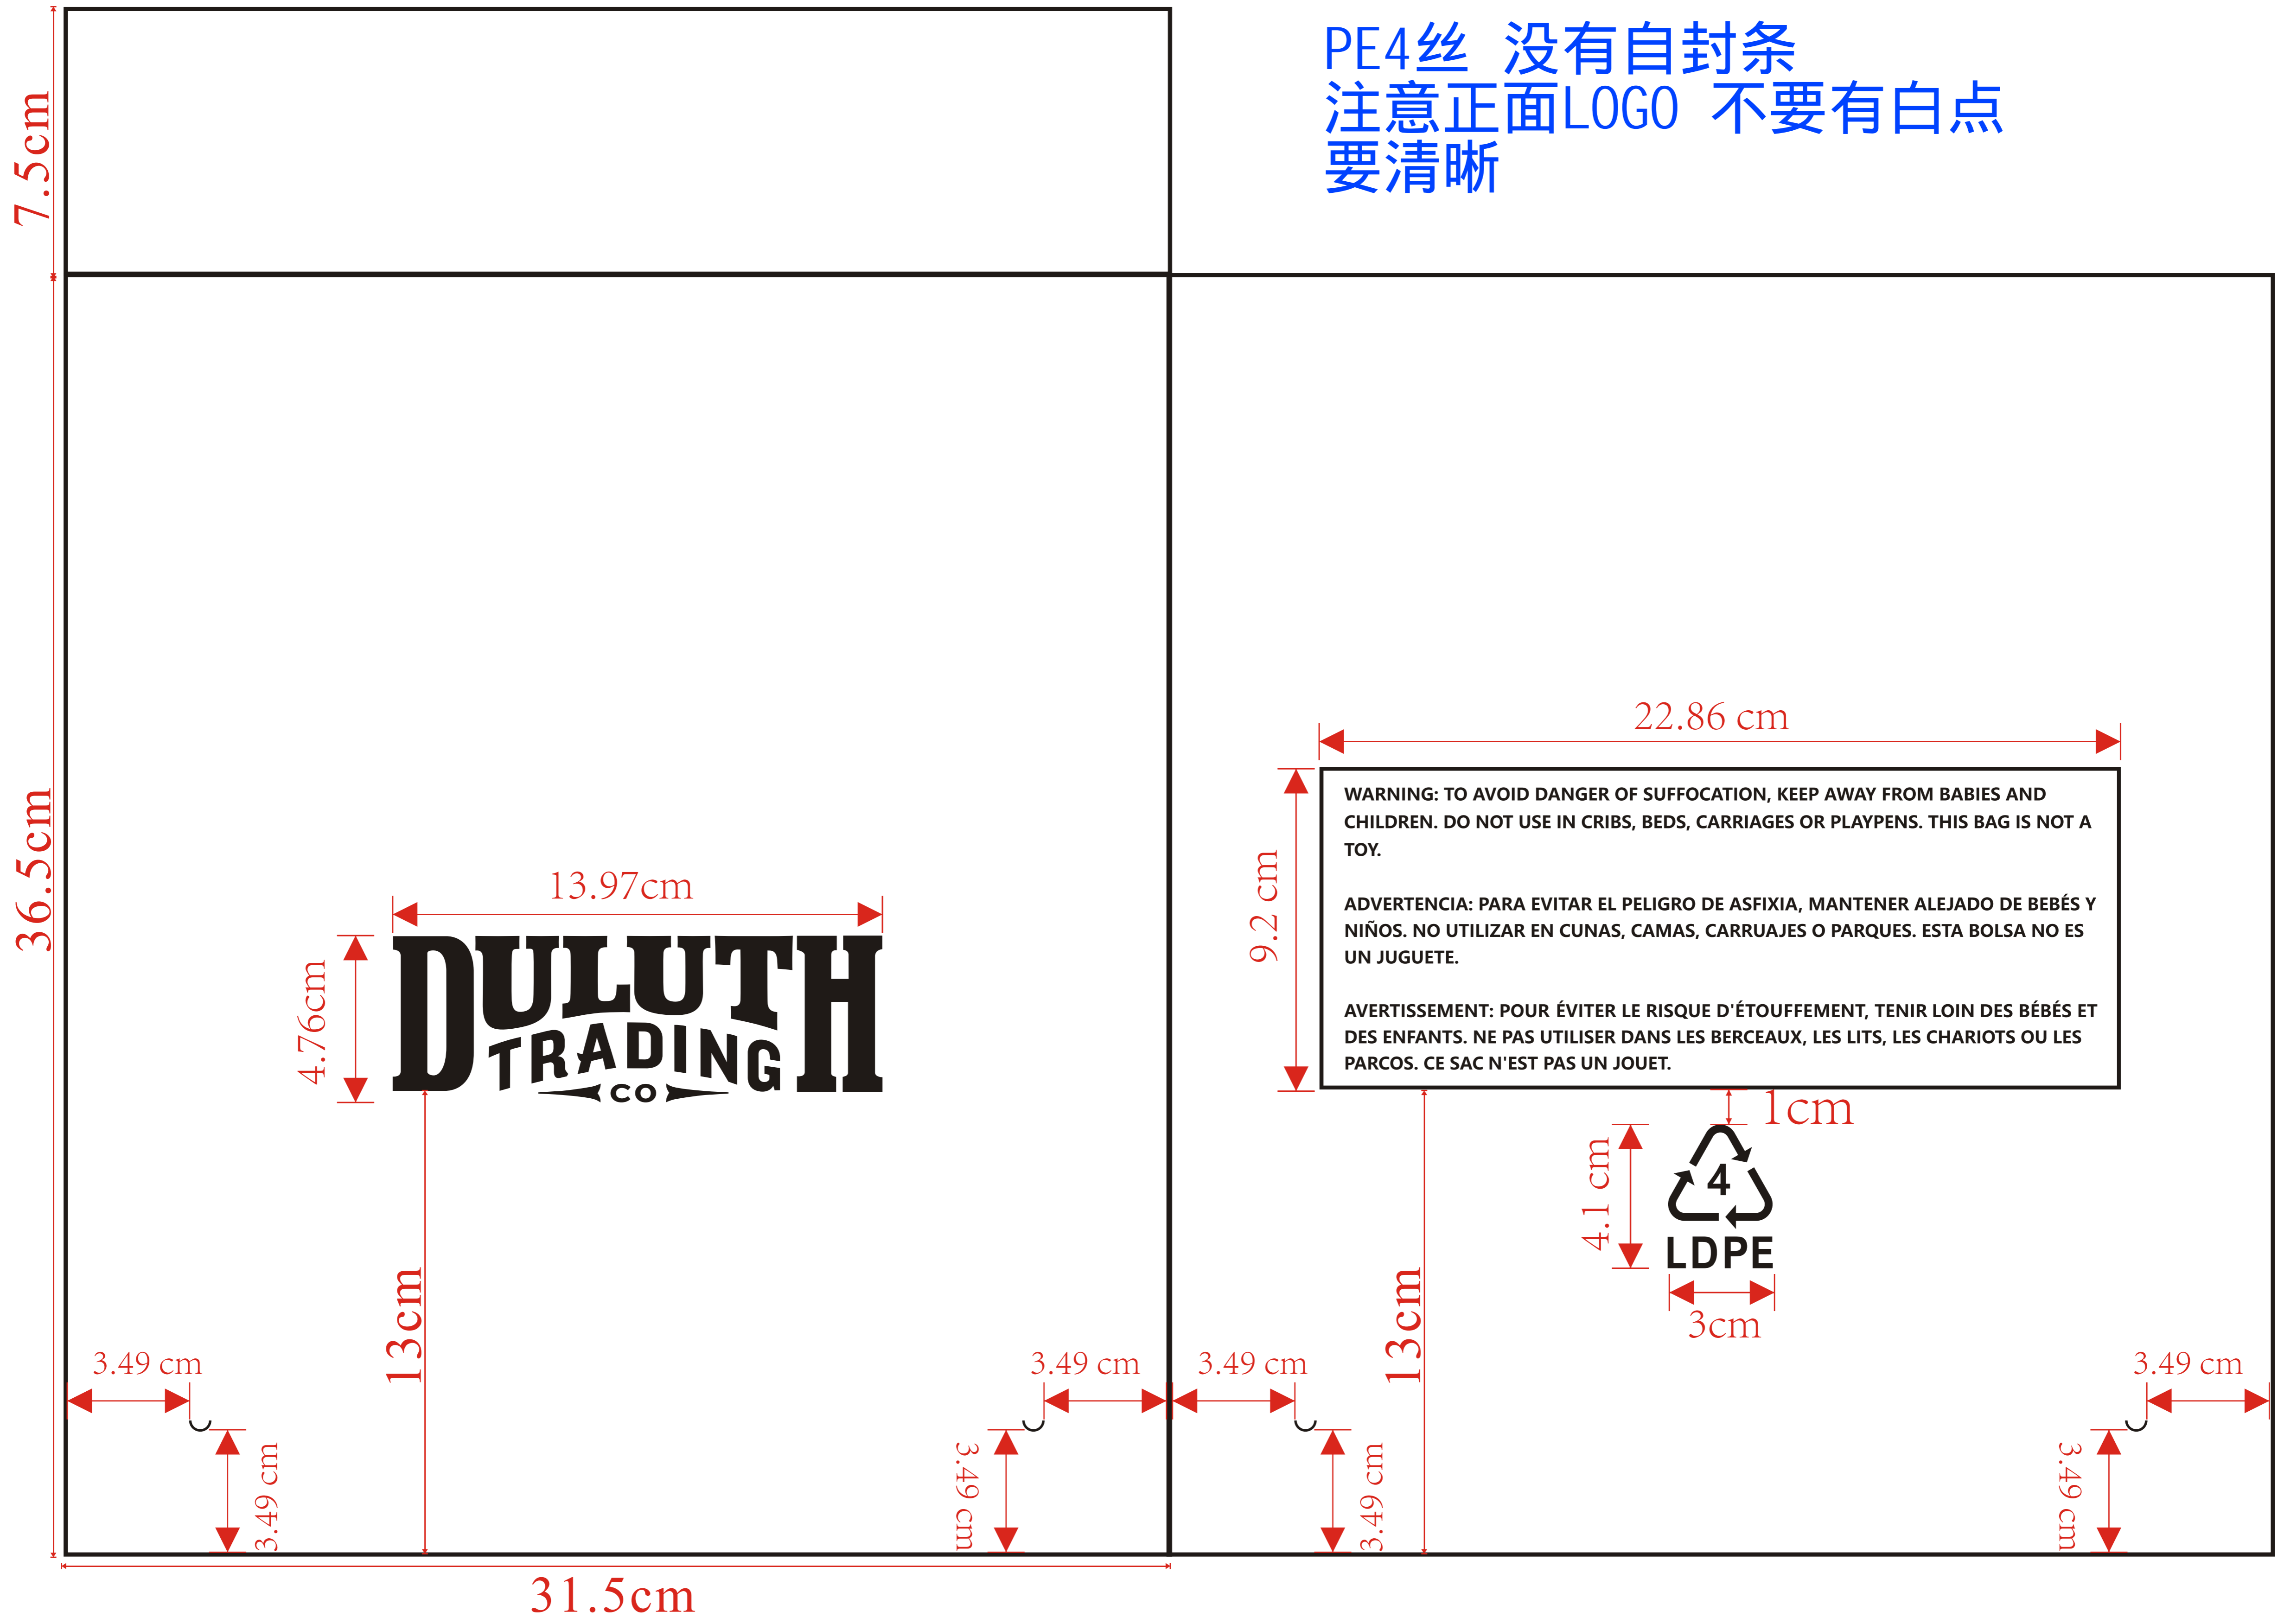 PE4丝 没有自封条
注意正面LOGO 不要有白点
要清晰
7.5cm
36.5cm
22.86 cm
9.2 cm
WARNING: TO AVOID DANGER OF SUFFOCATION, KEEP AWAY FROM BABIES AND
CHILDREN. DO NOT USE IN CRIBS, BEDS, CARRIAGES OR PLAYPENS. THIS BAG IS NOT A
TOY.
ADVERTENCIA: PARA EVITAR EL PELIGRO DE ASFIXIA, MANTENER ALEJADO DE BEBÉS Y
NIÑOS. NO UTILIZAR EN CUNAS, CAMAS, CARRUAJES O PARQUES. ESTA BOLSA NO ES
UN JUGUETE.
AVERTISSEMENT: POUR ÉVITER LE RISQUE D'ÉTOUFFEMENT, TENIR LOIN DES BÉBÉS ET
DES ENFANTS. NE PAS UTILISER DANS LES BERCEAUX, LES LITS, LES CHARIOTS OU LES
PARCOS. CE SAC N'EST PAS UN JOUET.
13.97cm
4.76cm
DULUTH
TRADING
CO
1cm
4.1 cm
4
LDPE
3cm
13cm
13cm
3.49 cm
3.49 cm
3.49 cm
3.49 cm
3.49 cm
3.49 cm
3.49 cm
3.49 cm
31.5cm